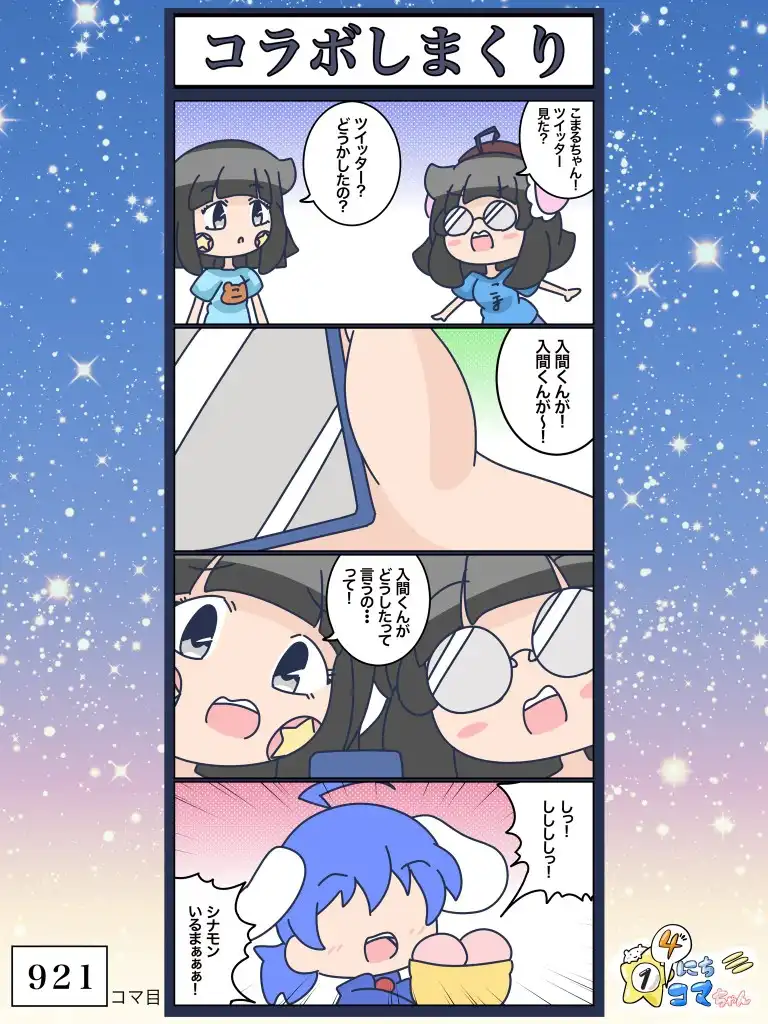 コラボしまくり
こまるちゃん！
ツイッター
見た？
ツイッター？
どうかしたの？
こま
入間くんが！
入間くんが〜！
入間くんが
どうしたって
言うの・・・
って！
しっ！
しししっ！
シナモン
いるまぁぁぁ！
921
コマ目
1
4
にち
コマ
ちゃん